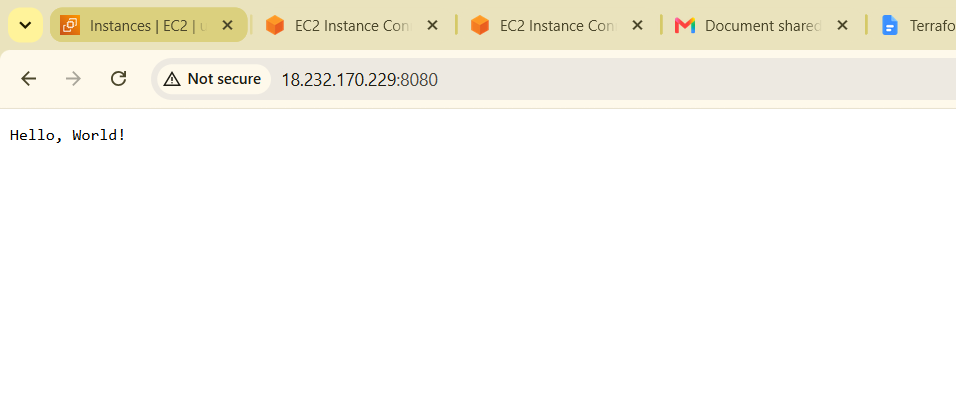 Instances | EC2 | u
EC2 Instance Con
EC2 Instance Con
Document shared
Terrafo
Not secure
18.232.170.229:8080
Hello, World!